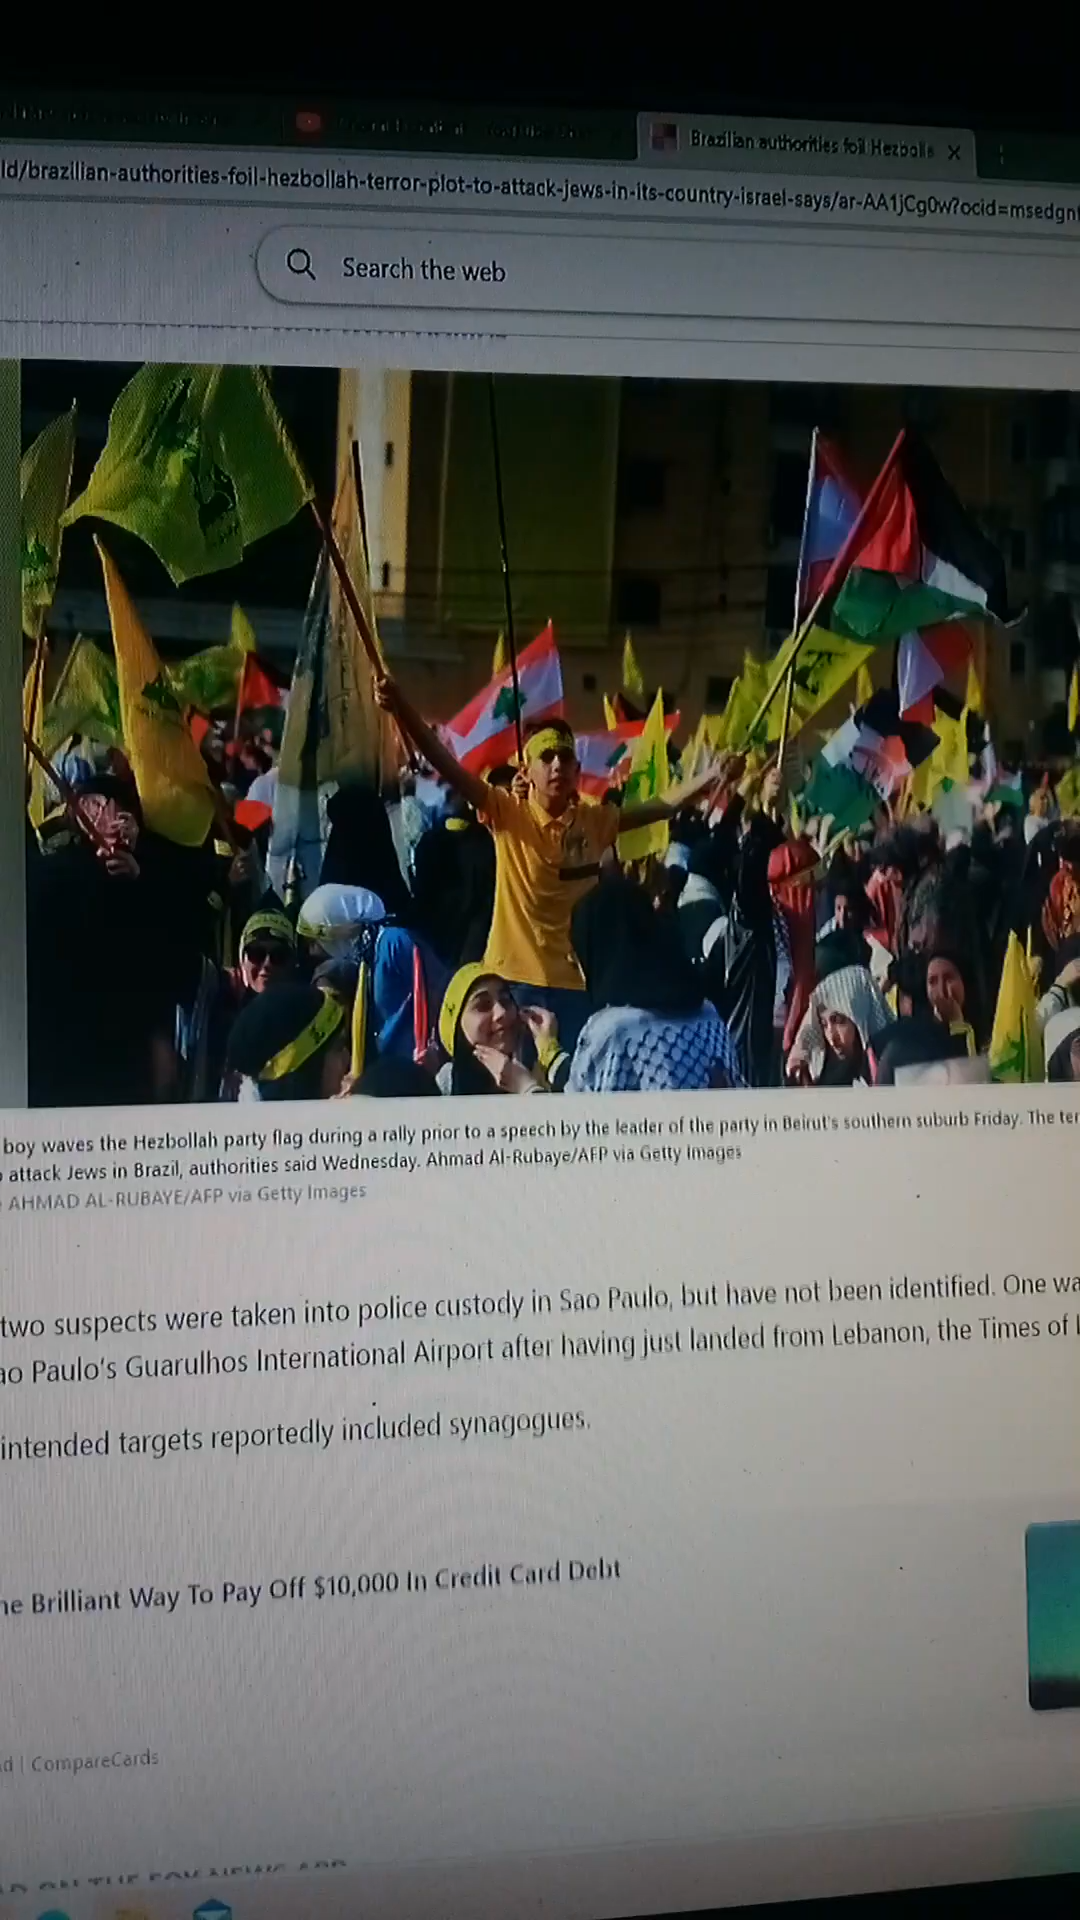 Brazilian authorities foil Hezbolla
ld/brazilian-authorities-foil-hezbollah-terror-plot-to-attack-jews-in-its-country-israel-says/ar-AA1jCg0w?ocid=msedgnt
Search the web
boy waves the Hezbollah party flag during a rally prior to a speech by the leader of the party in Beirut's southern suburb Friday. The ter
attack Jews in Brazil, authorities said Wednesday. Ahmad Al-Rubaye/AFP via Getty Images
AHMAD AL-RUBAYE/AFP via Getty Images
two suspects were taken into police custody in Sao Paulo, but have not been identified. One wa
ao Paulo's Guarulhos International Airport after having just landed from Lebanon, the Times of I
intended targets reportedly included synagogues.
ne Brilliant Way To Pay Off $10,000 In Credit Card Debt
d | CompareCards